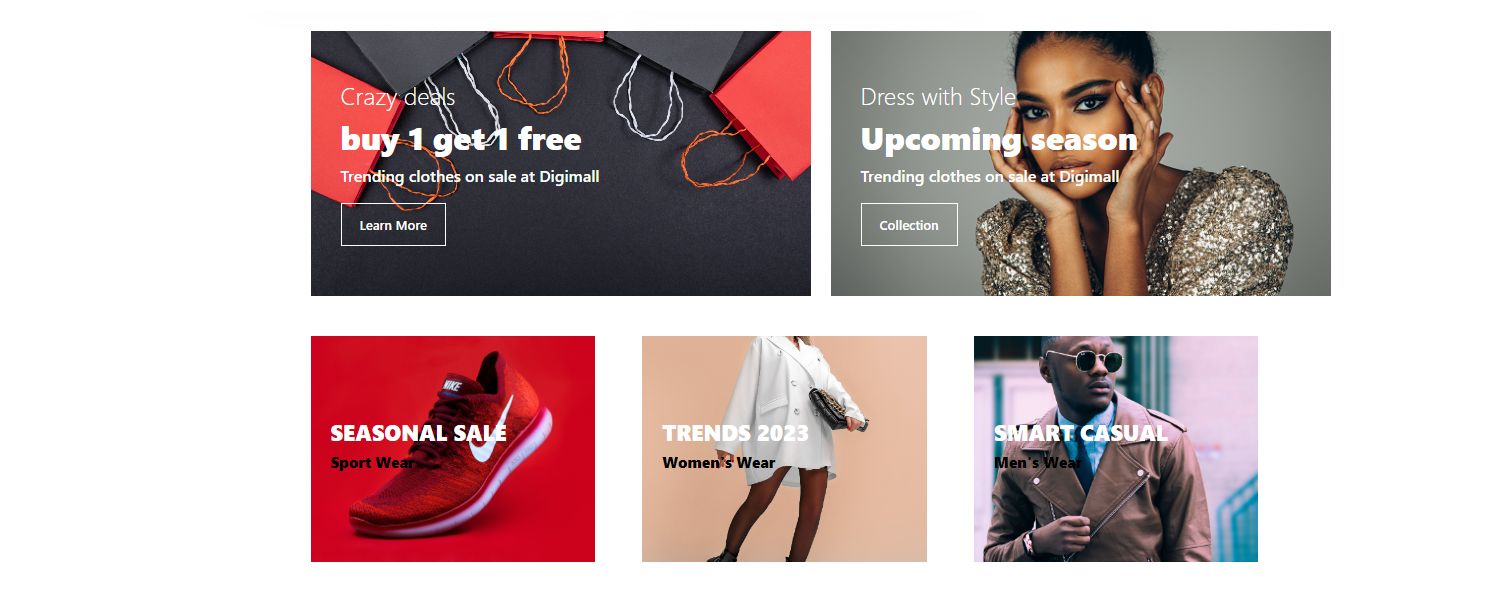 Crazy deals
buy 1 get 1 free
Trending clothes on sale at Digimall
Learn More
Dress with Style
Upcoming season
Trending clothes on sale at Digimall
Collection
NIKE
SEASONAL SALE
Sport Wear
TRENDS 2023
Women's Wear
SMART CASUAL
Men's Wear